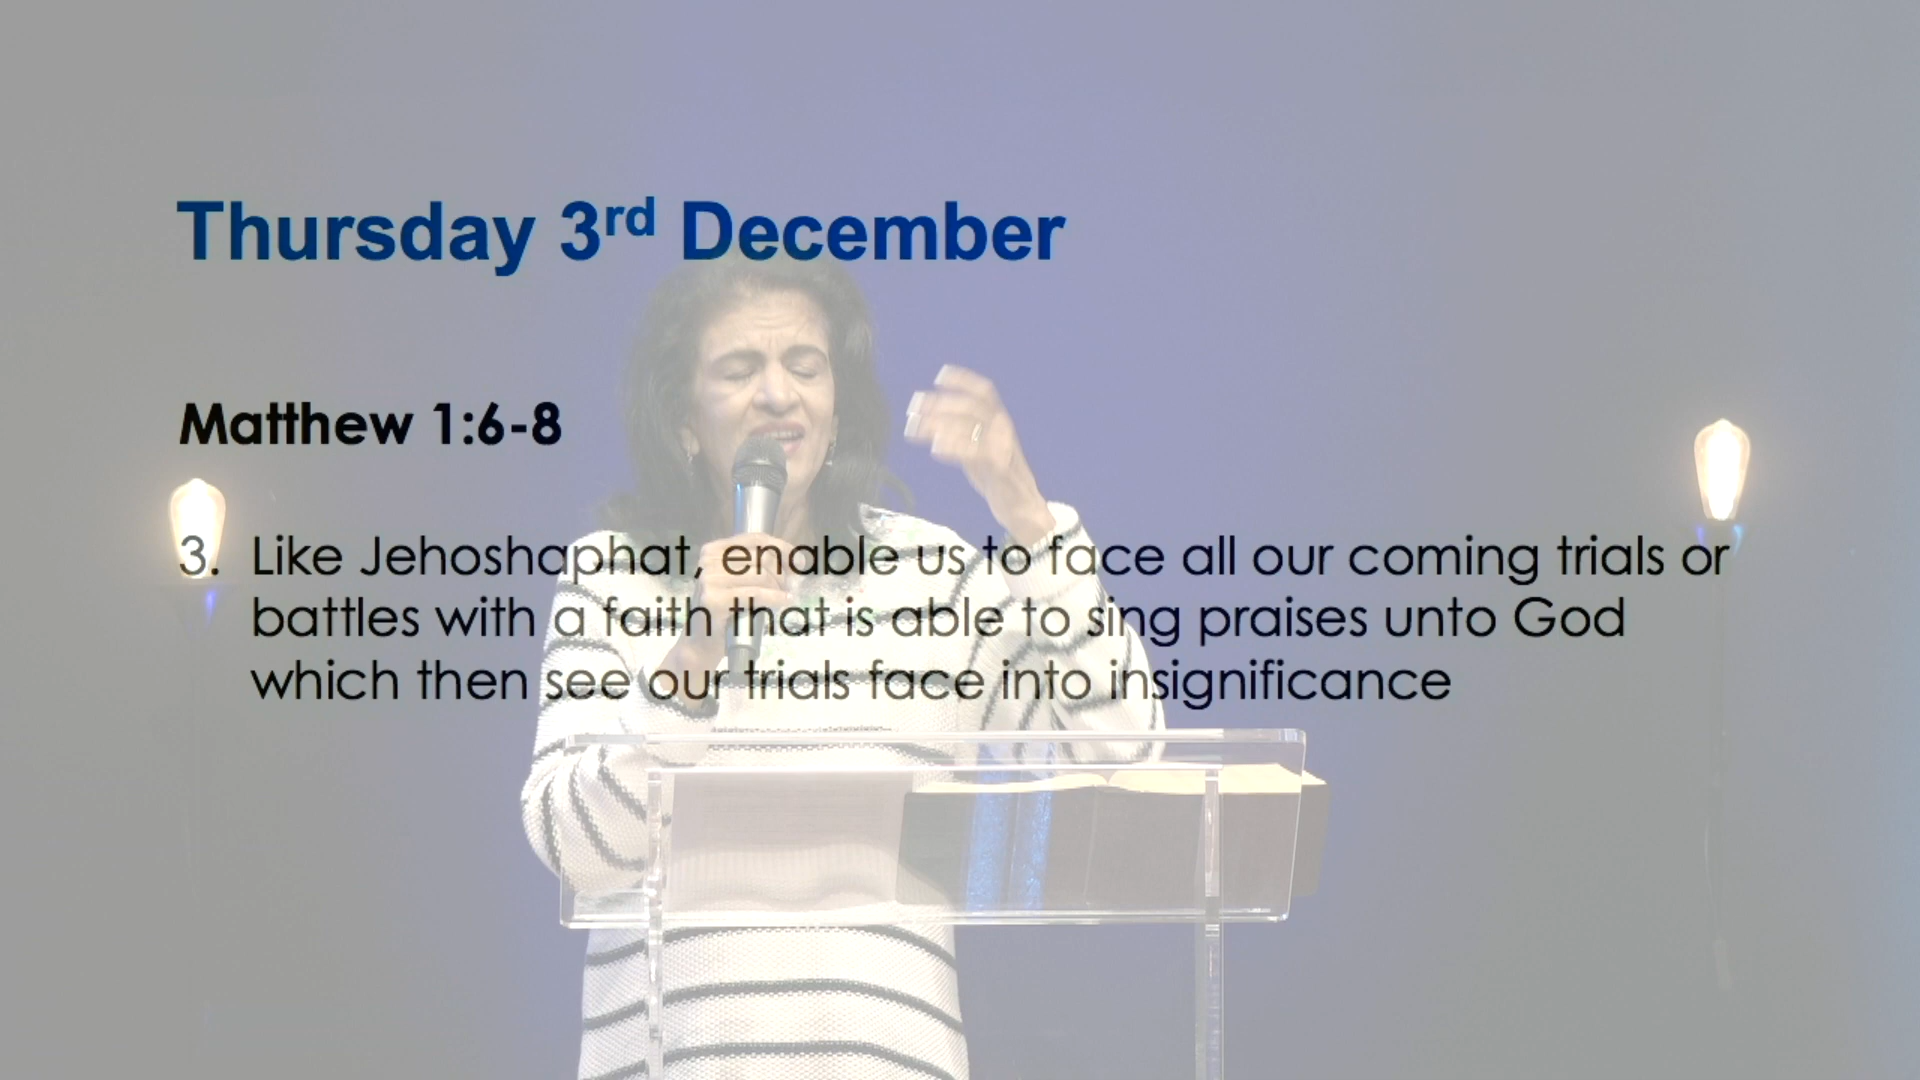 Thursday 3rd December
Matthew 1:6-8
3. Like Jehoshaphat, enable us to face all our coming trials or
battles with a faith that is able to sing praises unto God
which then see our trials face into insignificance